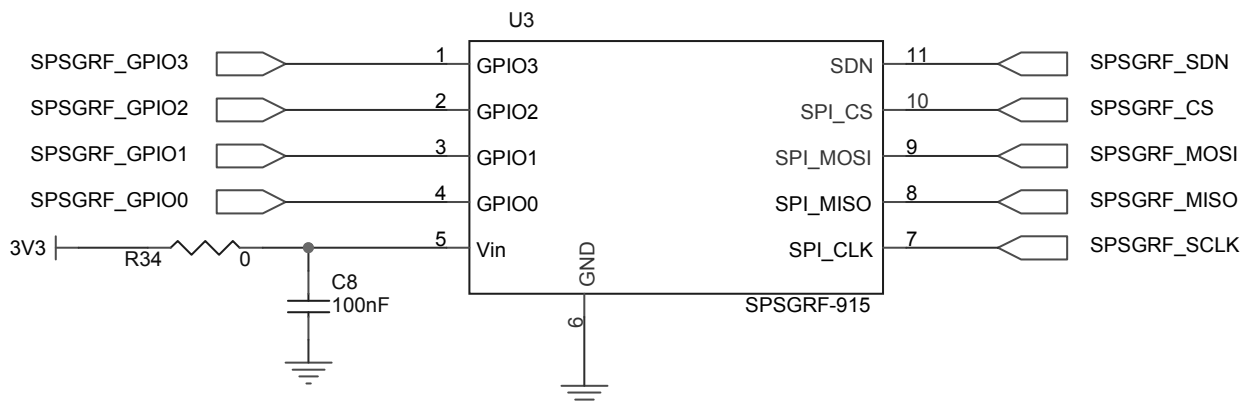 U3
SPSGRF_GPIO3 1 GPIO3 SDN 11 SPSGRF_SDN
SPSGRF_GPIO2 2 GPIO2 SPI_CS 10 SPSGRF_CS
SPSGRF_GPIO1 3 GPIO1 SPI_MOSI 9 SPSGRF_MOSI
SPSGRF_GPIO0 4 GPIO0 SPI_MISO 8 SPSGRF_MISO
3V3 R34 0 5 Vin SPI_CLK 7 SPSGRF_SCLK
GND
C8
100nF
6
SPSGRF-915